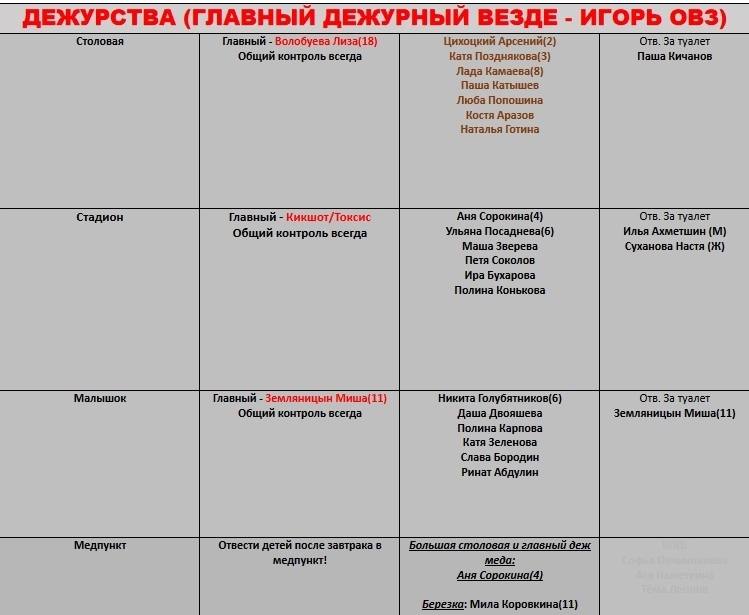 ДЕЖУРСТВА (ГЛАВНЫЙ ДЕЖУРНЫЙ ВЕЗДЕ - ИГОРЬ ОВЗ)
Столовая
Главный - Волобуева Лиза(18)
Общий контроль всегда
Цихоцкий Арсений(2)
Катя Позднякова(3)
Лада Камаева(8)
Паша Катышев
Люба Попошина
Костя Аразов
Наталья Готина
Отв. За туалет
Паша Кичанов
Стадион
Главный - Кикшот/Токсис
Общий контроль всегда
Аня Сорокина(4)
Ульяна Посаднева(6)
Маша Зверева
Петя Соколов
Ира Бухарова
Полина Конькова
Отв. За туалет
Илья Ахметшин (М)
Суханова Настя (Ж)
Малышок
Главный - Земляницын Миша(11)
Общий контроль всегда
Никита Голубятников(6)
Даша Двояшева
Полина Карпова
Катя Зеленова
Слава Бородин
Ринат Абдулин
Отв. За туалет
Земляницын Миша(11)
Медпункт
Отвести детей после завтрака в
медпункт!
Большая столовая и главный деж
меда:
Аня Сорокина(4)
Березка: Мила Коровкина(11)